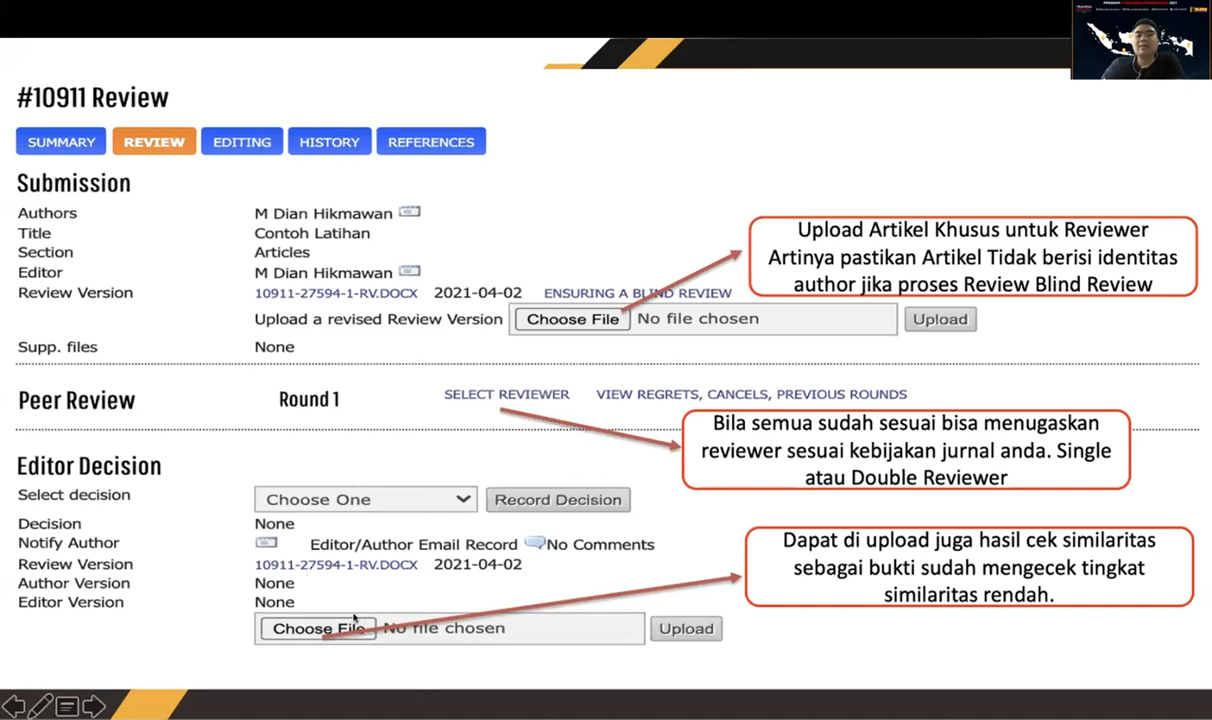 #10911 Review
SUMMARY REVIEW EDITING HISTORY REFERENCES
Submission
Authors M Dian Hikmawan
Title Contoh Latihan
Section Articles
Editor M Dian Hikmawan
Review Version 10911-27594-1-RV.DOCX 2021-04-02 ENSURING A BLIND REVIEW
Upload a revised Review Version Choose File No file chosen Upload
Supp. files None
Upload Artikel Khusus untuk Reviewer
Artinya pastikan Artikel Tidak berisi identitas
author jika proses Review Blind Review
Peer Review Round 1 SELECT REVIEWER VIEW REGRETS, CANCELS, PREVIOUS ROUNDS
Bila semua sudah sesuai bisa menugaskan
reviewer sesuai kebijakan jurnal anda. Single
atau Double Reviewer
Editor Decision
Select decision Choose One Record Decision
Decision None
Notify Author Editor/Author Email Record No Comments
Review Version 10911-27594-1-RV.DOCX 2021-04-02
Author Version None
Editor Version None
Choose File No file chosen Upload
Dapat di upload juga hasil cek similaritas
sebagai bukti sudah mengecek tingkat
similaritas rendah.